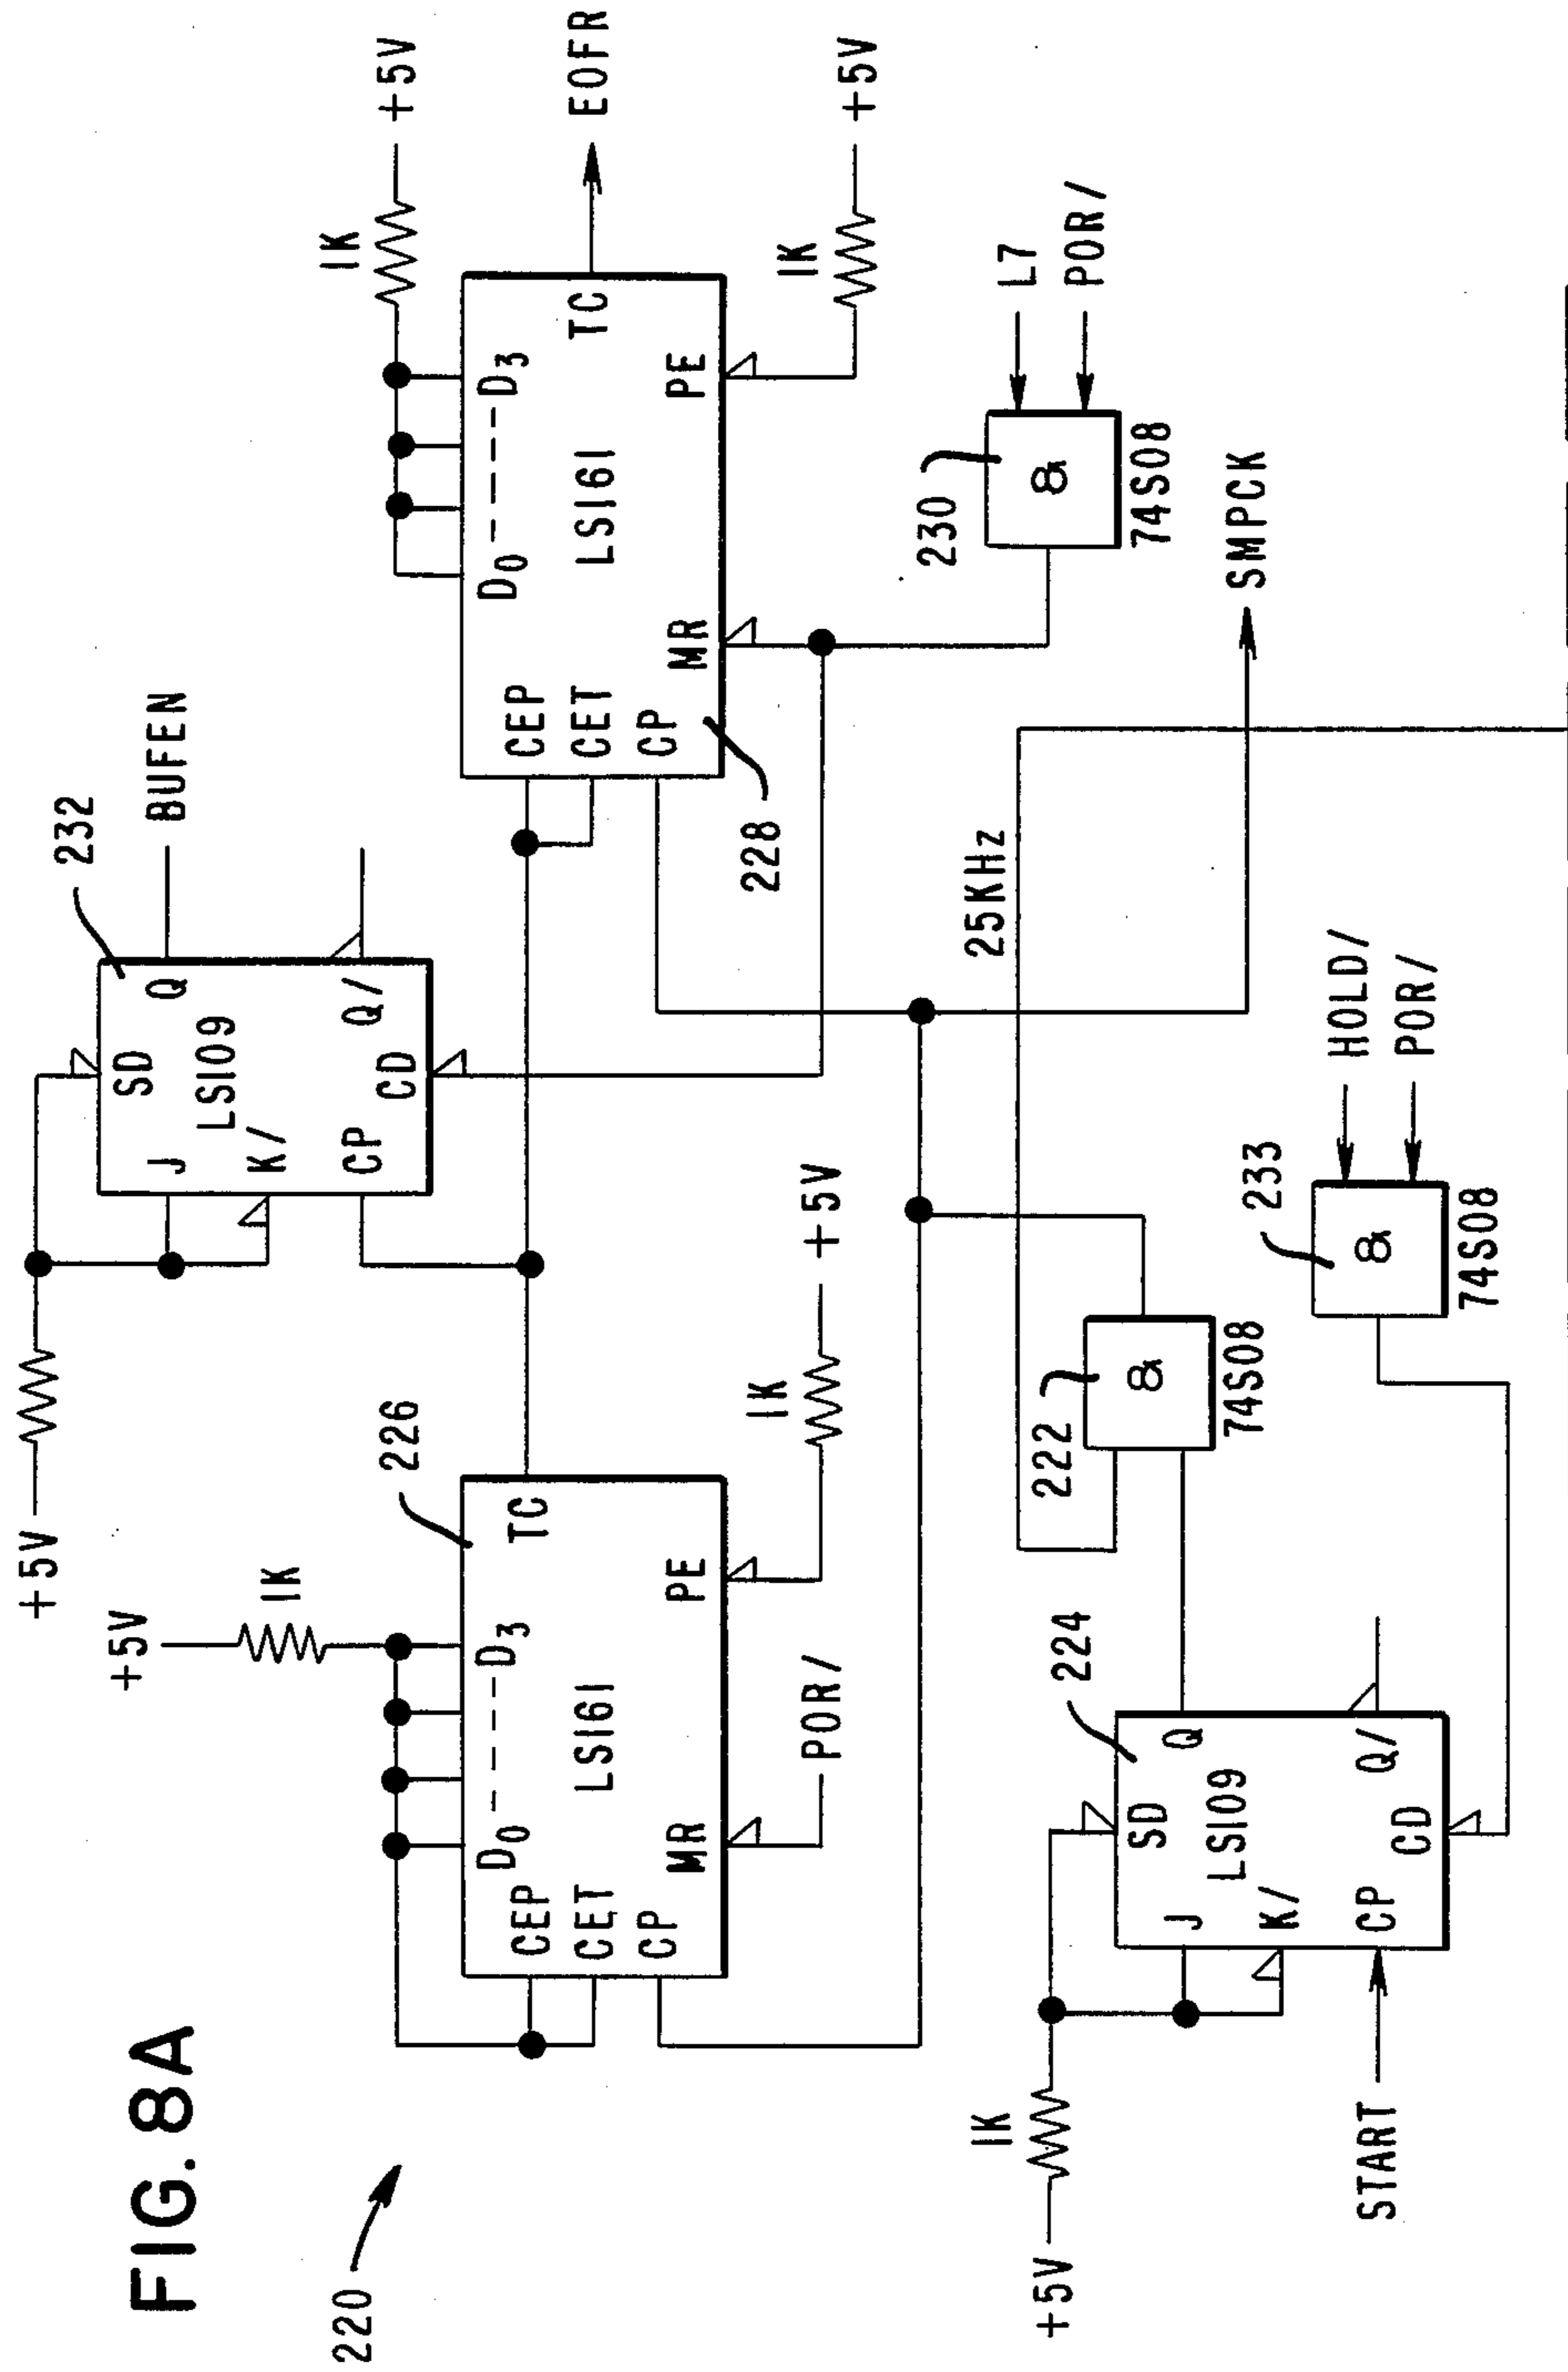 FIG. 8A
220
+5V
+5V
1K
SD
J
Q
LS109
K/
CP
Q/
CD
232
BUFEN
226
D0 – – – D3
CEP
TC
CET
LS161
CP
MR
PE
POR/
1K
+5V
1K
+5V
D0 – – – D3
CEP
CET
TC
LS161
CP
MR
PE
EOFR
228
1K
+5V
230
&
74S08
L7
POR/
25KHz
SMPCK
+5V
1K
START
224
SD
J
Q
LS109
K/
CP
Q/
CD
222
&
74S08
233
&
74S08
HOLD/
POR/